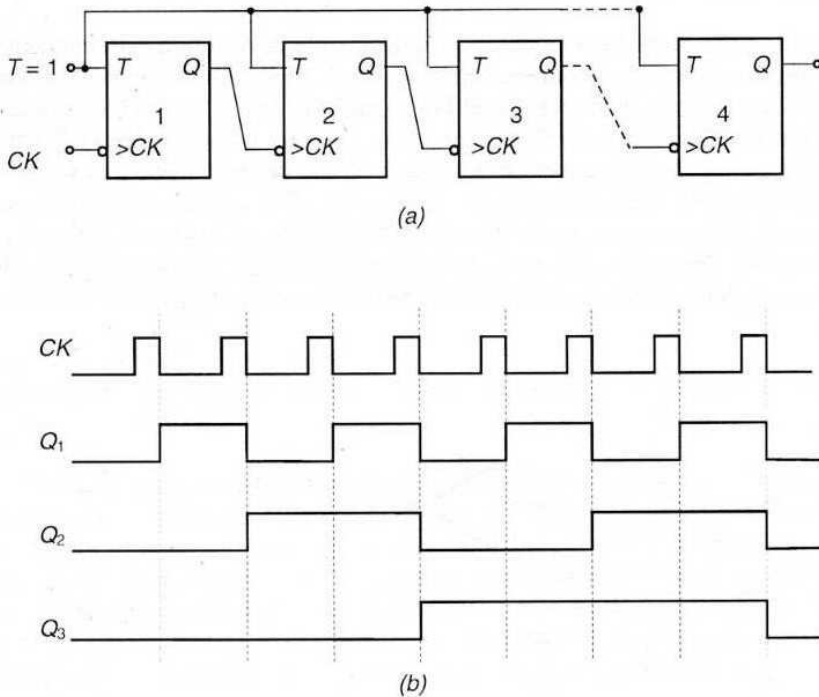 T = 1 T Q T Q T Q T Q
1 2 3 4
CK >CK >CK >CK >CK
(a)
CK
Q1
Q2
Q3
(b)